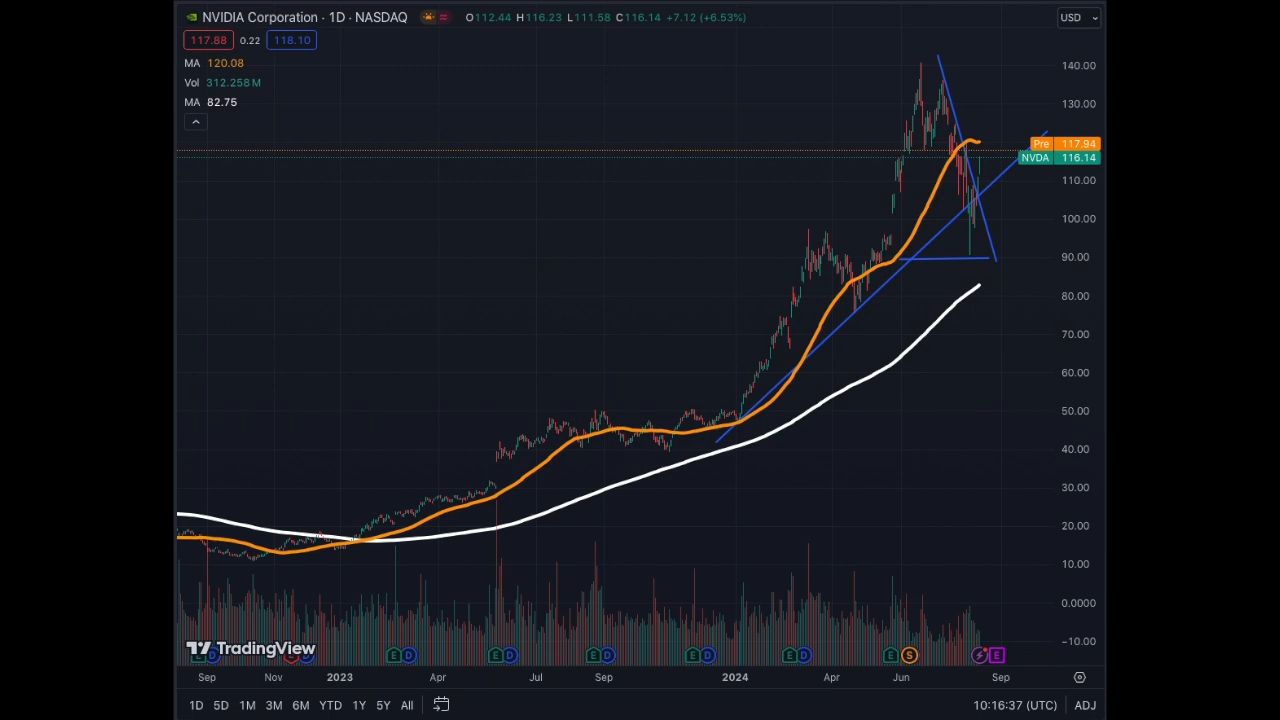 NVIDIA Corporation · 1D · NASDAQ O112.44 H116.23 L111.58 C116.14 +7.12 (+6.53%) USD
117.88 0.22 118.10
MA 120.08
Vol 312.258M
MA 82.75
140.00
130.00
Pre 117.94
NVDA 116.14
110.00
100.00
90.00
80.00
70.00
60.00
50.00
40.00
30.00
20.00
10.00
0.0000
−10.00
TradingView
E D E D E D E D E D E D E D E S E
Sep Nov 2023 Apr Jul Sep 2024 Apr Jun Sep
1D 5D 1M 3M 6M YTD 1Y 5Y All 10:16:37 (UTC) ADJ